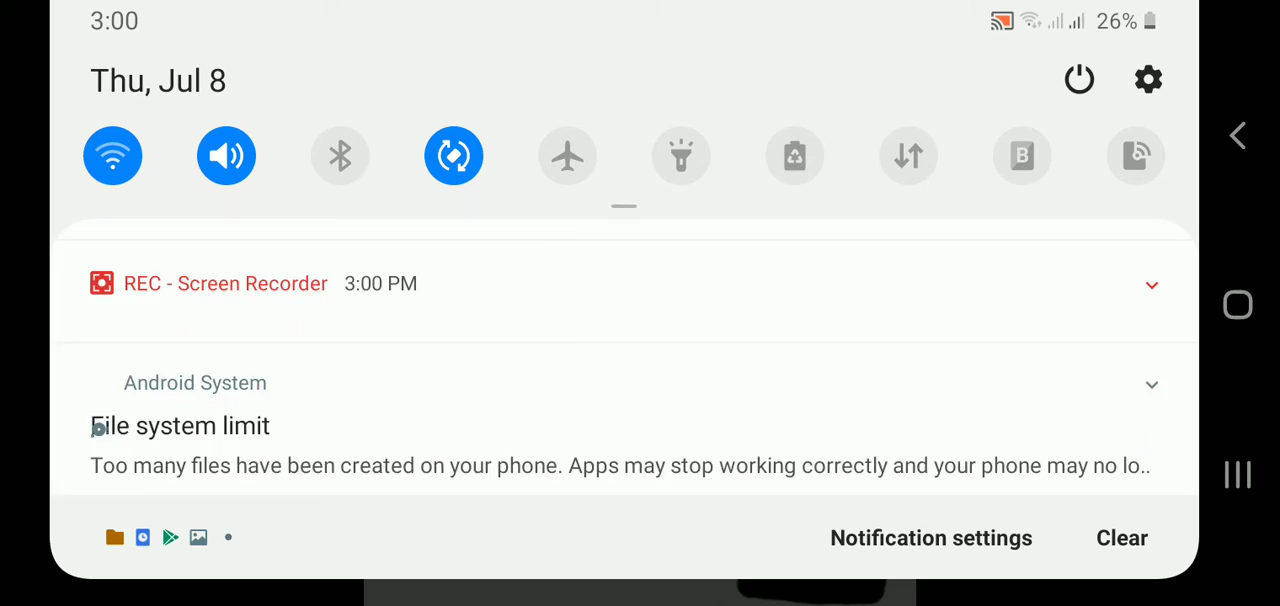 3:00
26%
Thu, Jul 8
REC - Screen Recorder 3:00 PM
Android System
File system limit
Too many files have been created on your phone. Apps may stop working correctly and your phone may no lo..
Notification settings Clear